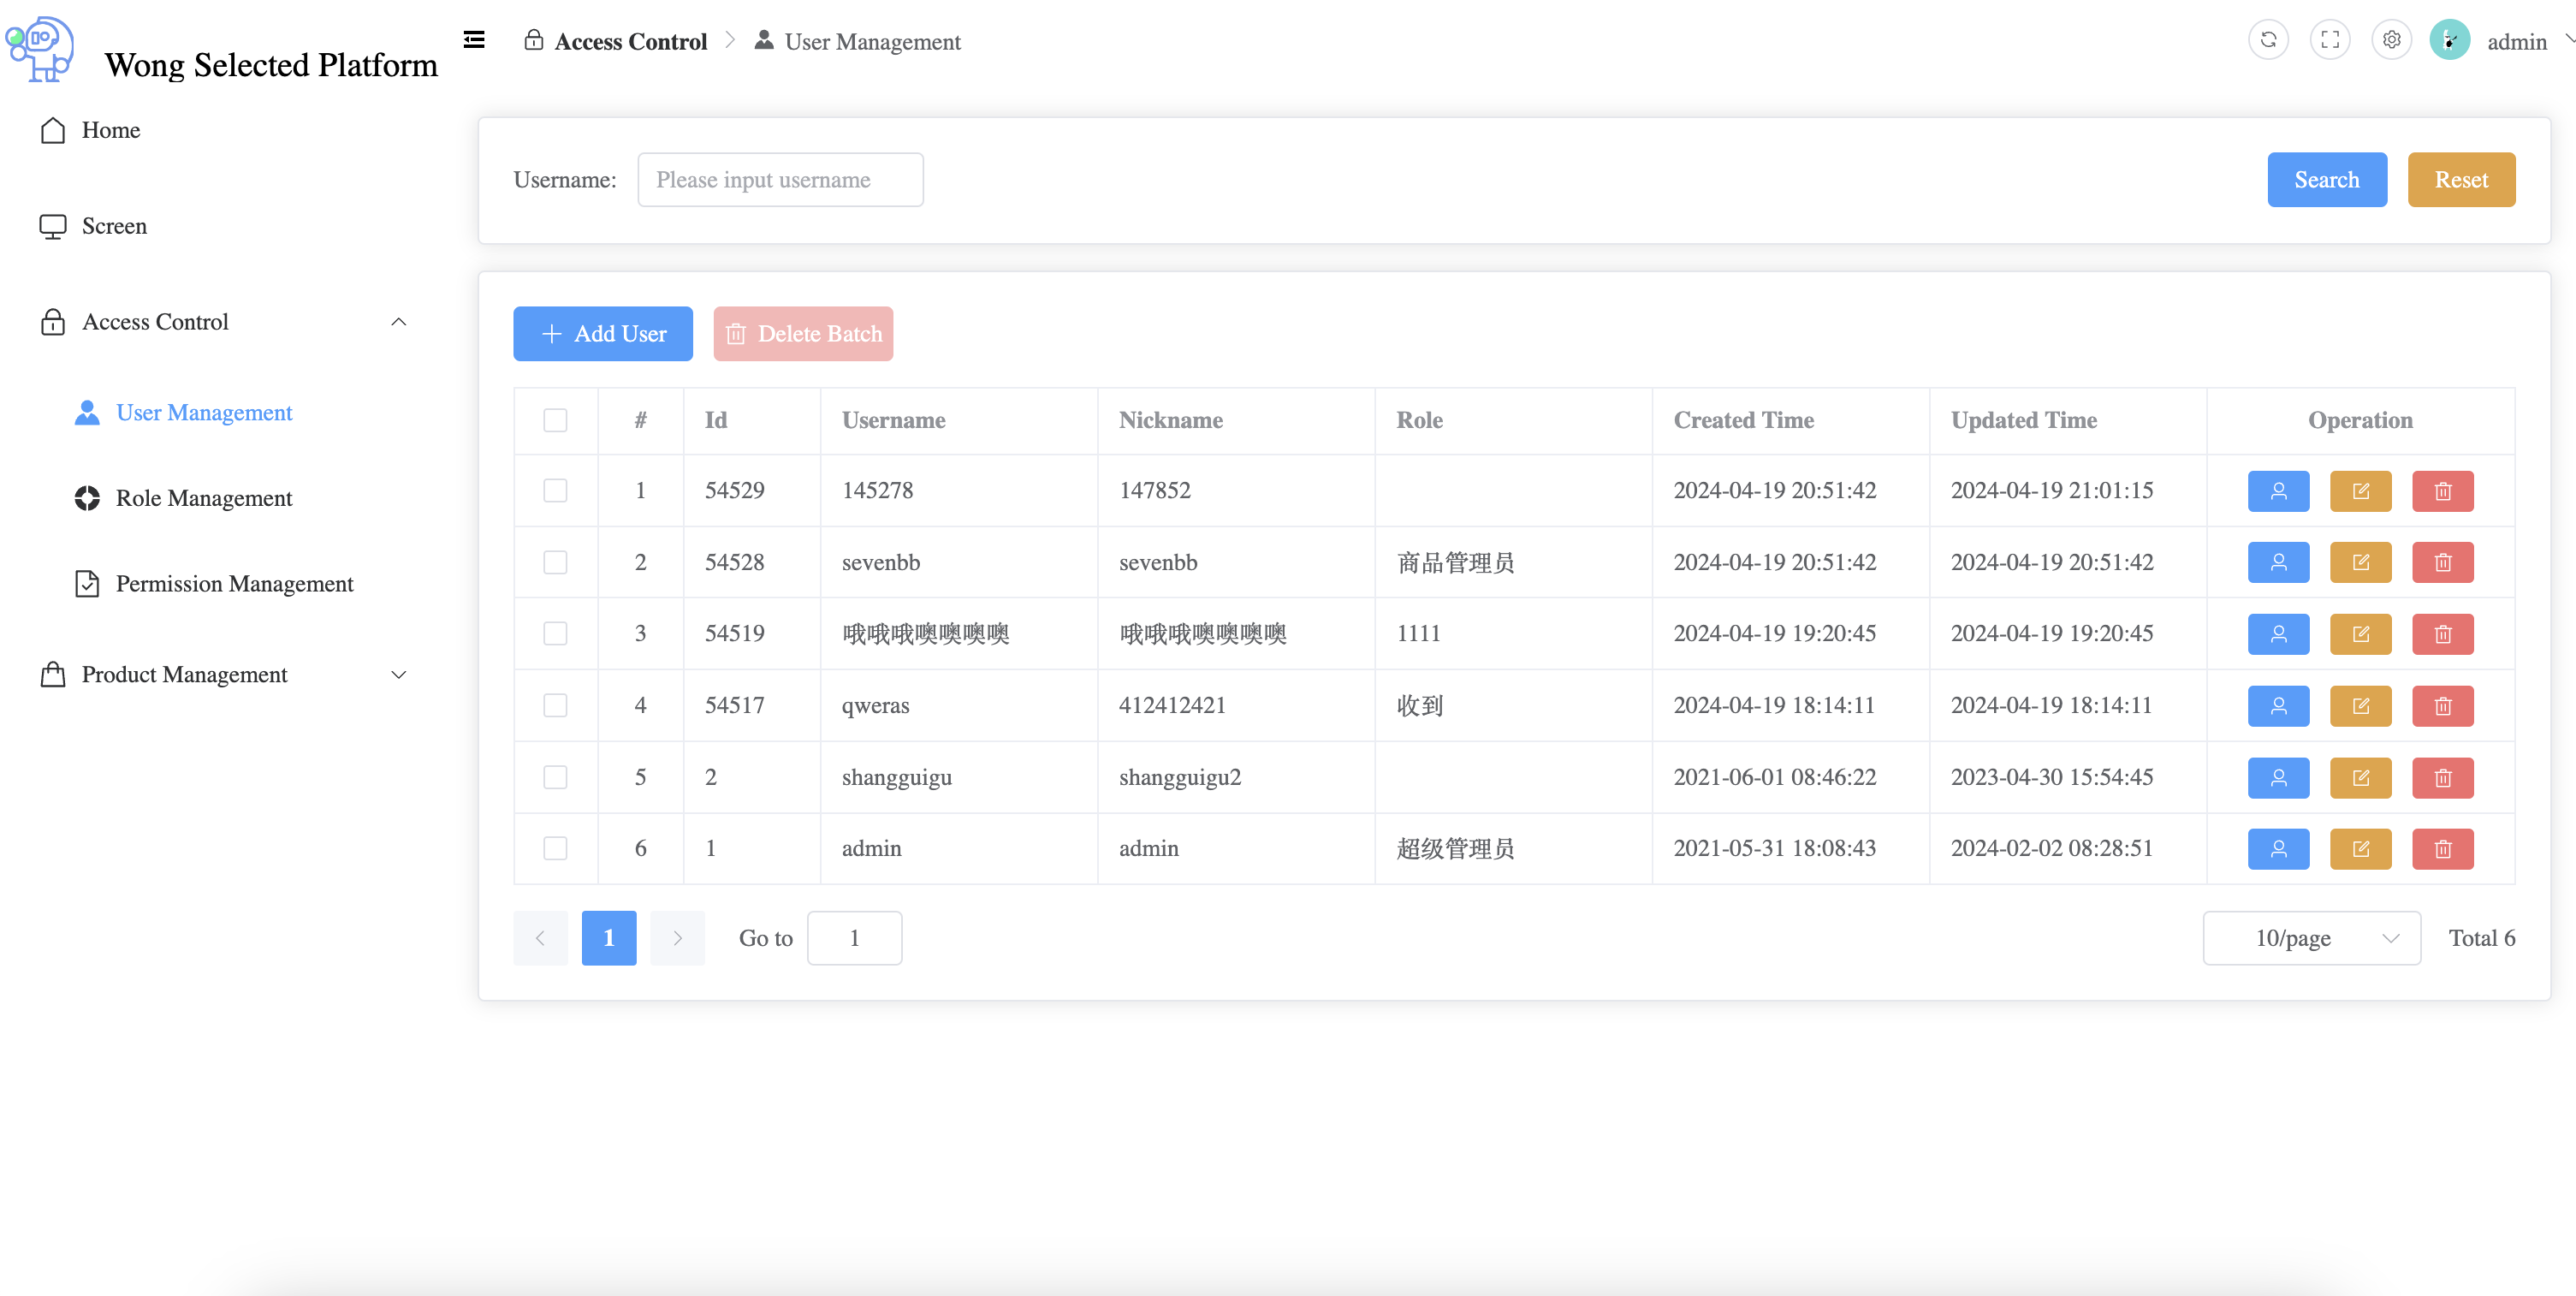 Wong Selected Platform
Access Control > User Management
admin
Home
Screen
Access Control
User Management
Role Management
Permission Management
Product Management
Username: Please input username
Search Reset
Add User Delete Batch
# Id Username Nickname Role Created Time Updated Time Operation
1 54529 145278 147852 2024-04-19 20:51:42 2024-04-19 21:01:15
2 54528 sevenbb sevenbb 商品管理员 2024-04-19 20:51:42 2024-04-19 20:51:42
3 54519 哦哦哦噢噢噢噢 哦哦哦噢噢噢噢 1111 2024-04-19 19:20:45 2024-04-19 19:20:45
4 54517 qweras 412412421 收到 2024-04-19 18:14:11 2024-04-19 18:14:11
5 2 shangguigu shangguigu2 2021-06-01 08:46:22 2023-04-30 15:54:45
6 1 admin admin 超级管理员 2021-05-31 18:08:43 2024-02-02 08:28:51
1 Go to 1 10/page Total 6